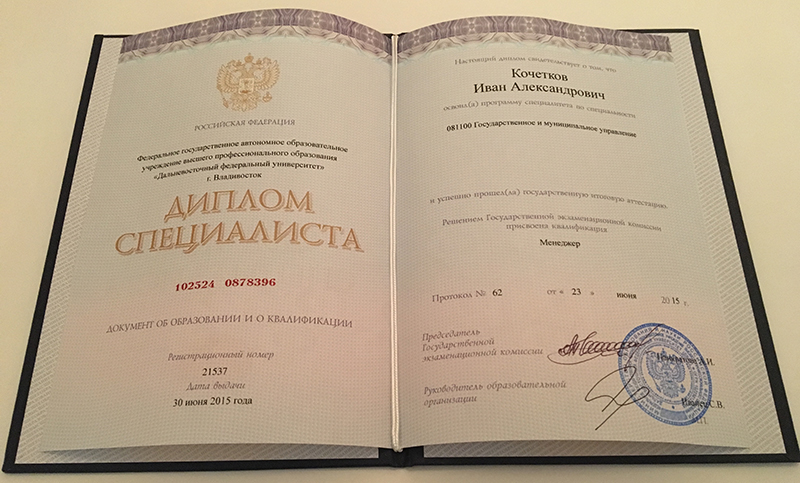 РОССИЙСКАЯ ФЕДЕРАЦИЯ
Федеральное государственное автономное образовательное
учреждение высшего профессионального образования
«Дальневосточный федеральный университет»
г. Владивосток
ДИПЛОМ
СПЕЦИАЛИСТА
102524 0878396
ДОКУМЕНТ ОБ ОБРАЗОВАНИИ И О КВАЛИФИКАЦИИ
Регистрационный номер
21537
Дата выдачи
30 июня 2015 года
Настоящий диплом свидетельствует о том, что
Кочетков
Иван Александрович
освоил(а) программу специалитета по специальности
081100 Государственное и муниципальное управление
и успешно прошел(ла) государственную итоговую аттестацию
Решением Государственной экзаменационной комиссии
присвоена квалификация
Менеджер
Протокол № 62 от « 23 » июня 2015 г.
Председатель
Государственной
экзаменационной комиссии
Руководитель образовательной
организации
С.В.
М.П.